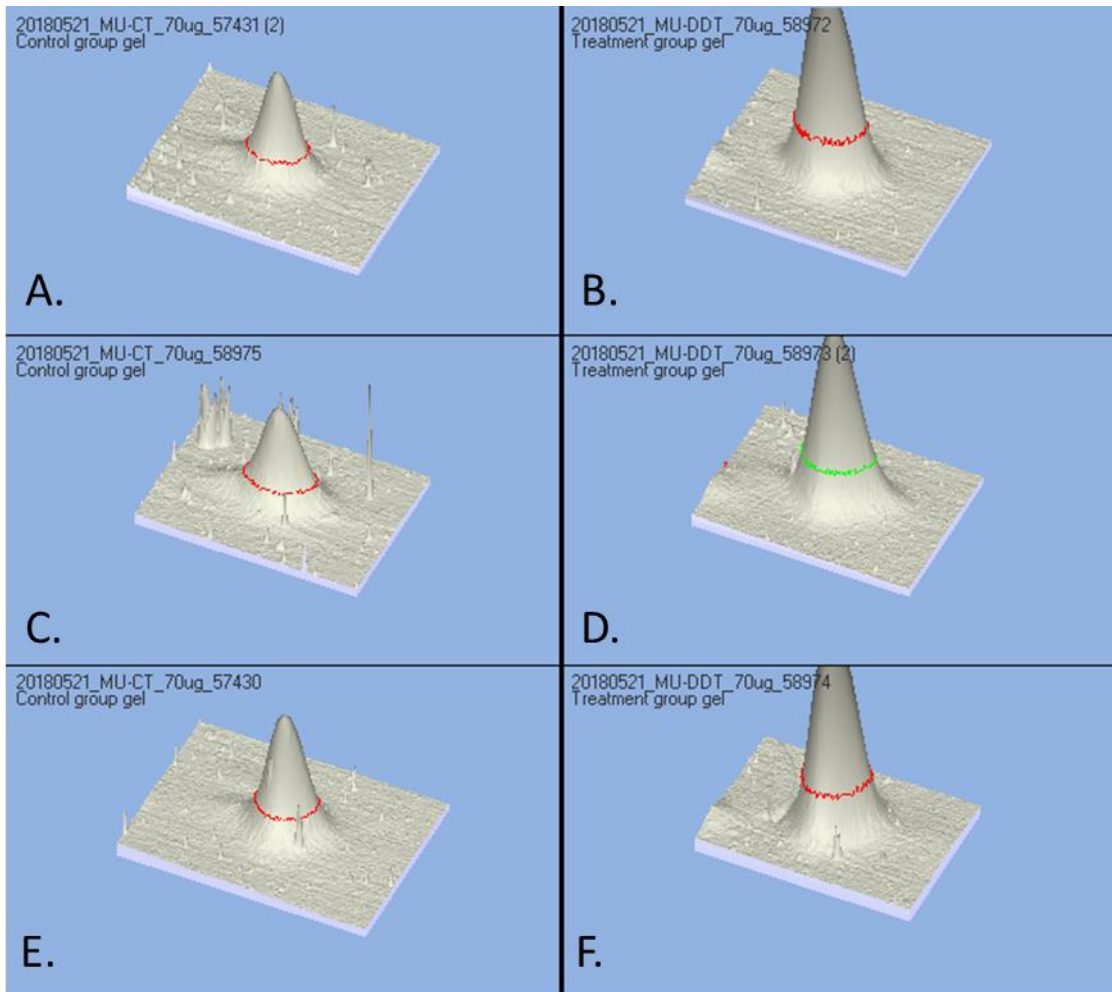 20180521_MU-CT_70ug_57431 (2)
Control group gel
A.
20180521_MU-DDT_70ug_58972
Treatment group gel
B.
20180521_MU-CT_70ug_58975
Control group gel
C.
20180521_MU-DDT_70ug_58973 (2)
Treatment group gel
D.
20180521_MU-CT_70ug_57430
Control group gel
E.
20180521_MU-DDT_70ug_58974
Treatment group gel
F.